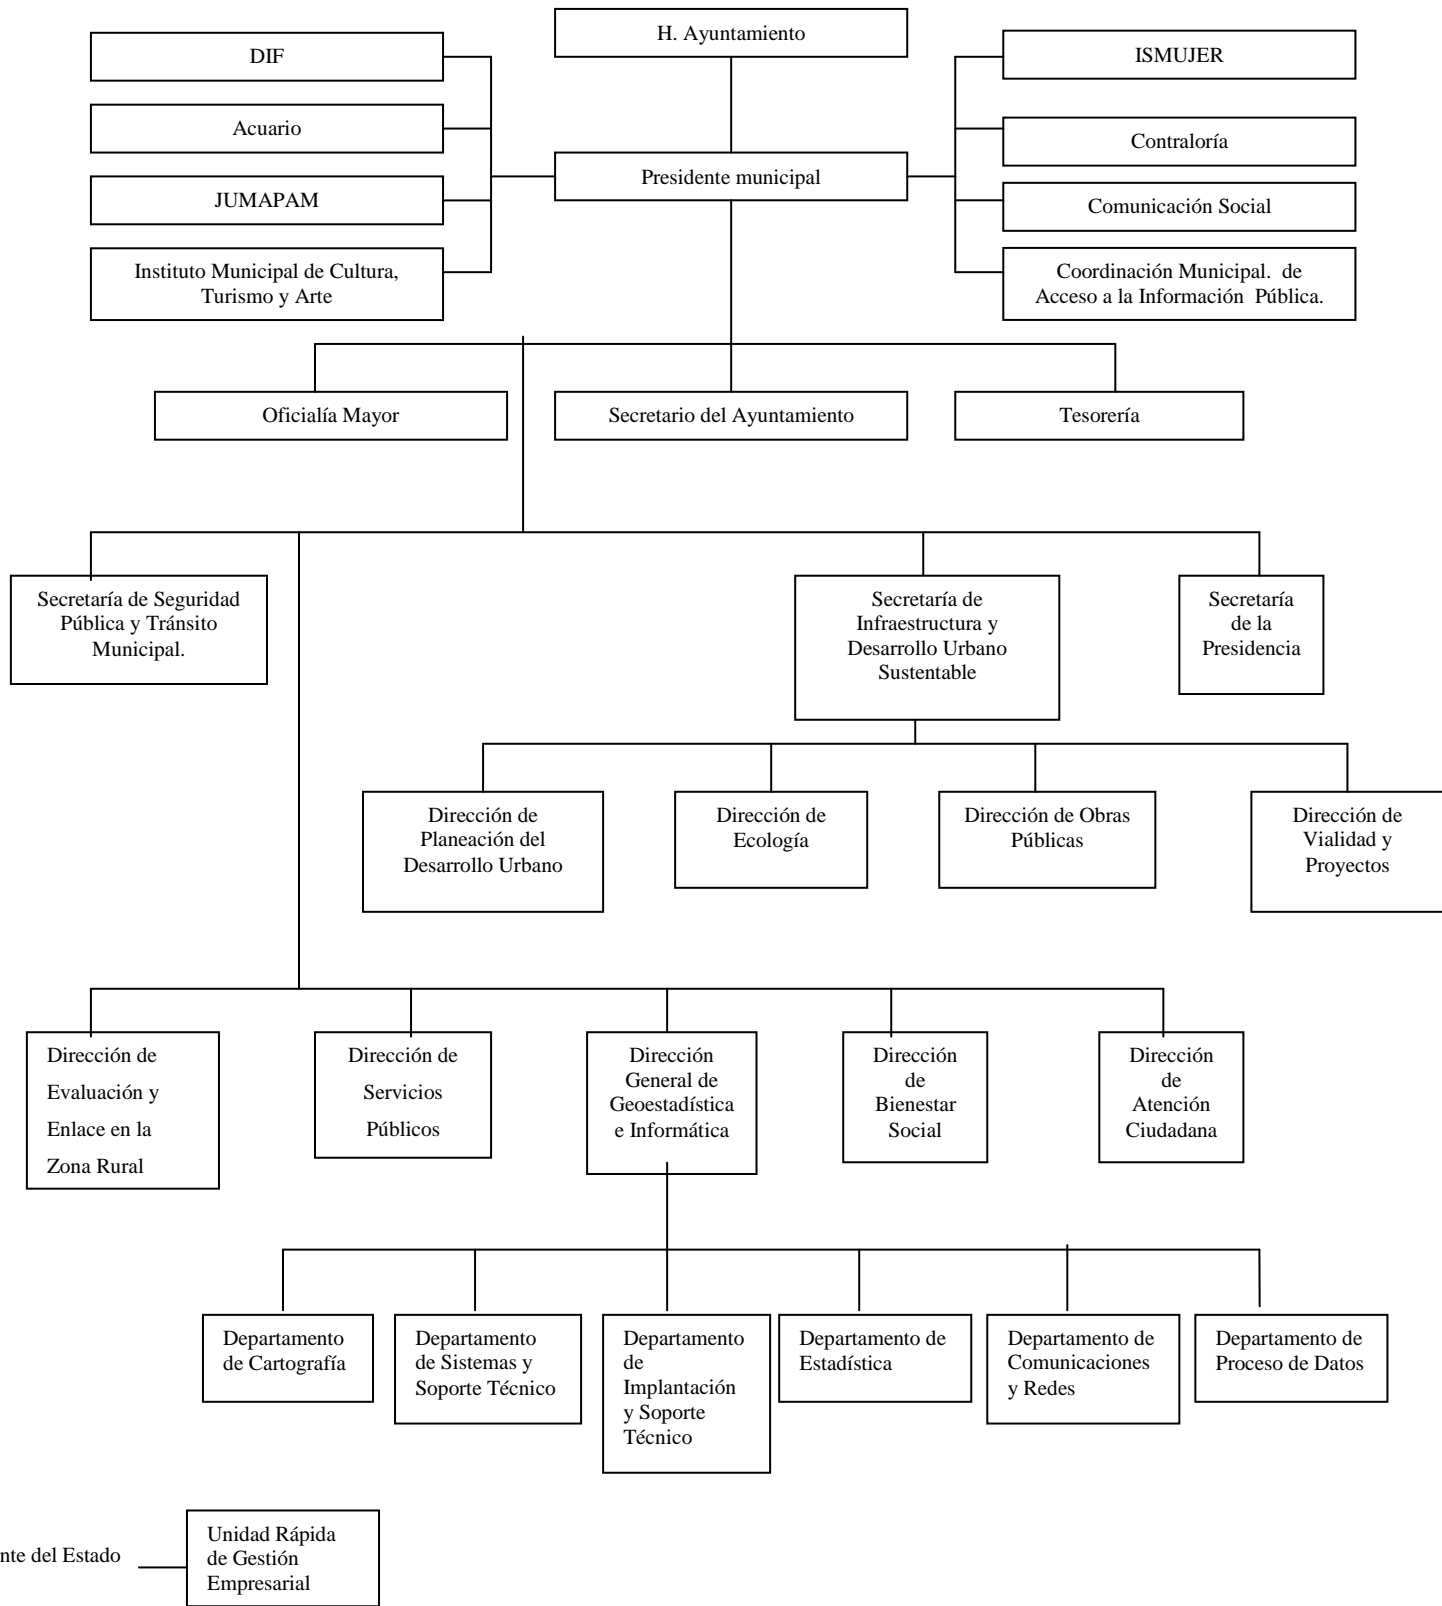 H. Ayuntamiento
DIF
ISMUJER
Acuario
Contraloría
Presidente municipal
JUMAPAM
Comunicación Social
Instituto Municipal de Cultura,
Turismo y Arte
Coordinación Municipal. de
Acceso a la Información Pública.
Oficialía Mayor
Secretario del Ayuntamiento
Tesorería
Secretaría de Seguridad
Pública y Tránsito
Municipal.
Secretaría de
Infraestructura y
Desarrollo Urbano
Sustentable
Secretaría
de la
Presidencia
Dirección de
Planeación del
Desarrollo Urbano
Dirección de
Ecología
Dirección de Obras
Públicas
Dirección de
Vialidad y
Proyectos
Dirección de
Evaluación y
Enlace en la
Zona Rural
Dirección de
Servicios
Públicos
Dirección
General de
Geoestadística
e Informática
Dirección
de
Bienestar
Social
Dirección
de
Atención
Ciudadana
Departamento
de Cartografía
Departamento
de Sistemas y
Soporte Técnico
Departamento
de
Implantación
y Soporte
Técnico
Departamento de
Estadística
Departamento de
Comunicaciones
y Redes
Departamento de
Proceso de Datos
nte del Estado
Unidad Rápida
de Gestión
Empresarial